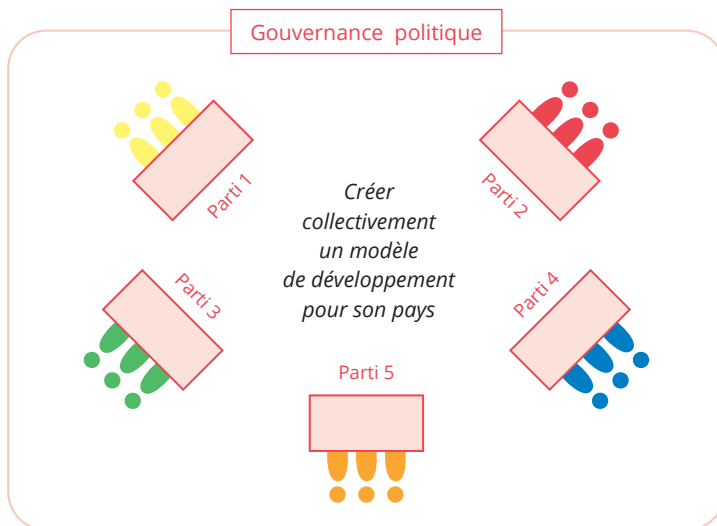 Gouvernance politique
Parti 1
Parti 2
Créer
collectivement
un modèle
de développement
pour son pays
Parti 3
Parti 4
Parti 5